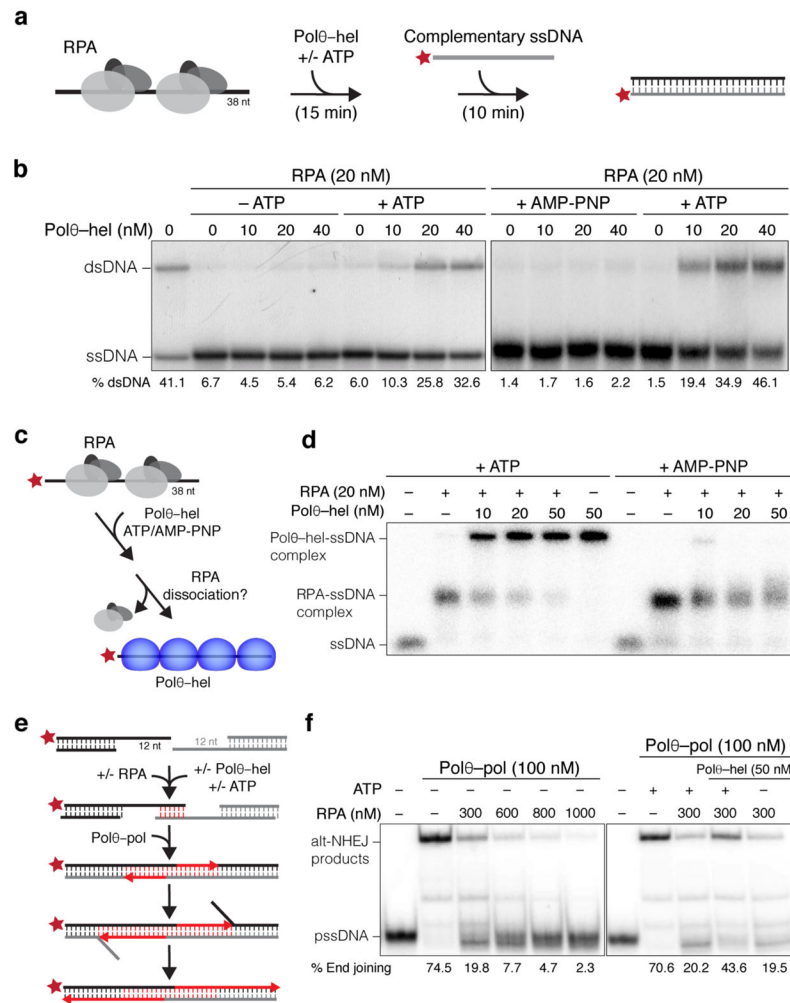 a
RPA
38 nt
Polθ–hel
+/- ATP
(15 min)
Complementary ssDNA
(10 min)
b
RPA (20 nM) RPA (20 nM)
– ATP + ATP + AMP-PNP + ATP
Polθ–hel (nM) 0 0 10 20 40 0 10 20 40 0 10 20 40 0 10 20 40
dsDNA –
ssDNA –
% dsDNA 41.1 6.7 4.5 5.4 6.2 6.0 10.3 25.8 32.6 1.4 1.7 1.6 2.2 1.5 19.4 34.9 46.1
c
RPA
38 nt
Polθ-hel
ATP/AMP-PNP
RPA
dissociation?
Polθ-hel
d
+ ATP + AMP-PNP
RPA (20 nM) – + + + + – – + + + +
Polθ-hel (nM) – – 10 20 50 50 – – 10 20 50
Polθ-hel-ssDNA
complex
RPA-ssDNA
complex
ssDNA
e
12 nt 12 nt
+/- RPA
+/- Polθ-hel
+/- ATP
Polθ-pol
f
Polθ–pol (100 nM)
Polθ–pol (100 nM)
Polθ–hel (50 nM)
ATP – – – – – – – + + + –
RPA (nM) – – 300 600 800 1000 – – 300 300 300
alt-NHEJ
products
pssDNA –
% End joining 74.5 19.8 7.7 4.7 2.3 70.6 20.2 43.6 19.5